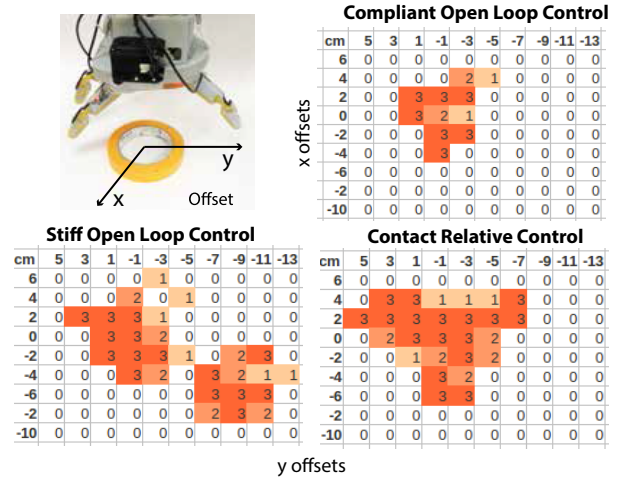 Compliant Open Loop Control
cm 5 3 1 -1 -3 -5 -7 -9 -11 -13
6 0 0 0 0 0 0 0 0 0 0
4 0 0 0 0 2 1 0 0 0 0
2 0 0 3 3 3 0 0 0 0 0
0 0 0 3 2 1 0 0 0 0 0
-2 0 0 0 3 3 0 0 0 0 0
-4 0 0 0 3 0 0 0 0 0 0
-6 0 0 0 0 0 0 0 0 0 0
-2 0 0 0 0 0 0 0 0 0 0
-10 0 0 0 0 0 0 0 0 0 0
x offsets
y
x
Offset
Stiff Open Loop Control
cm 5 3 1 -1 -3 -5 -7 -9 -11 -13
6 0 0 0 0 1 0 0 0 0 0
4 0 0 0 2 0 1 0 0 0 0
2 0 3 3 3 1 0 0 0 0 0
0 0 0 3 3 2 0 0 0 0 0
-2 0 0 3 3 3 1 0 2 3 0
-4 0 0 0 3 2 0 3 2 1 1
-6 0 0 0 0 0 0 3 3 3 0
-2 0 0 0 0 0 0 2 3 2 0
-10 0 0 0 0 0 0 0 0 0 0
Contact Relative Control
cm 5 3 1 -1 -3 -5 -7 -9 -11 -13
6 0 0 0 0 0 0 0 0 0 0
4 0 3 3 1 1 1 3 0 0 0
2 3 3 3 3 3 3 3 0 0 0
0 0 2 3 3 3 2 0 0 0 0
-2 0 0 1 2 3 2 0 0 0 0
-4 0 0 0 3 2 0 0 0 0 0
-6 0 0 0 3 3 0 0 0 0 0
-2 0 0 0 0 0 0 0 0 0 0
-10 0 0 0 0 0 0 0 0 0 0
y offsets